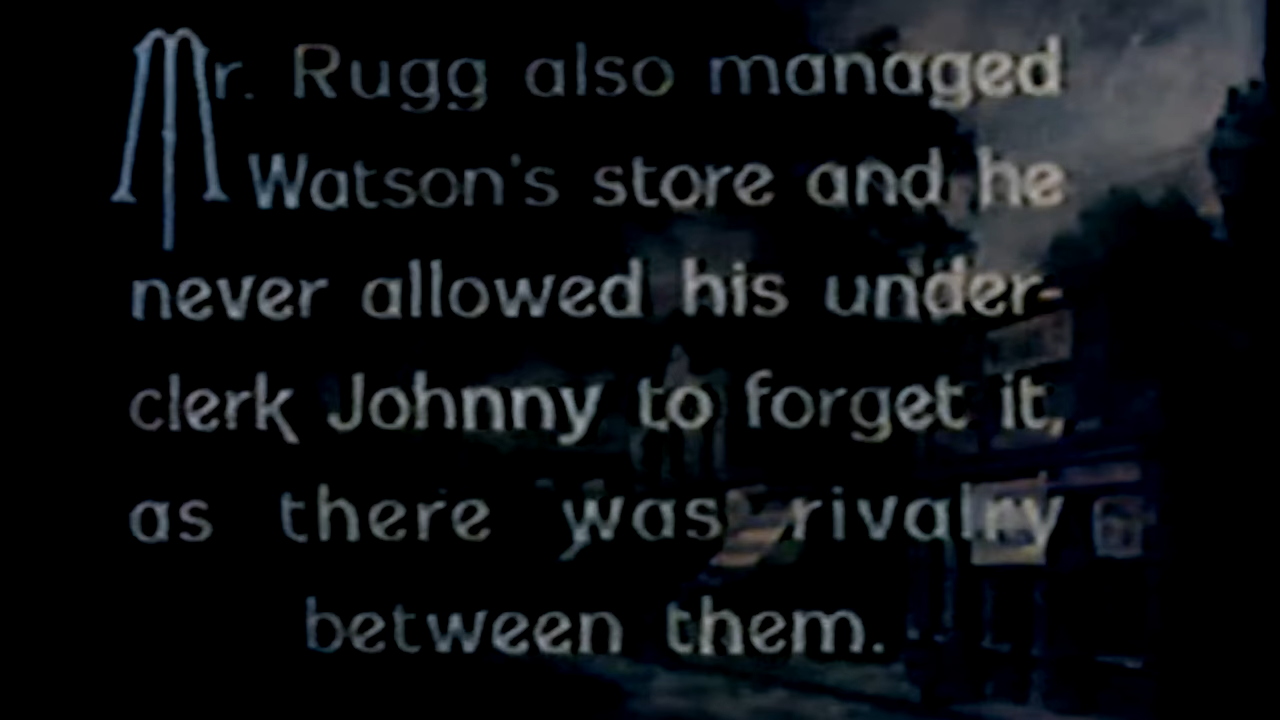 Mr. Rugg also managed
Watson's store and he
never allowed his under-
clerk Johnny to forget it,
as there was rivalry
between them.